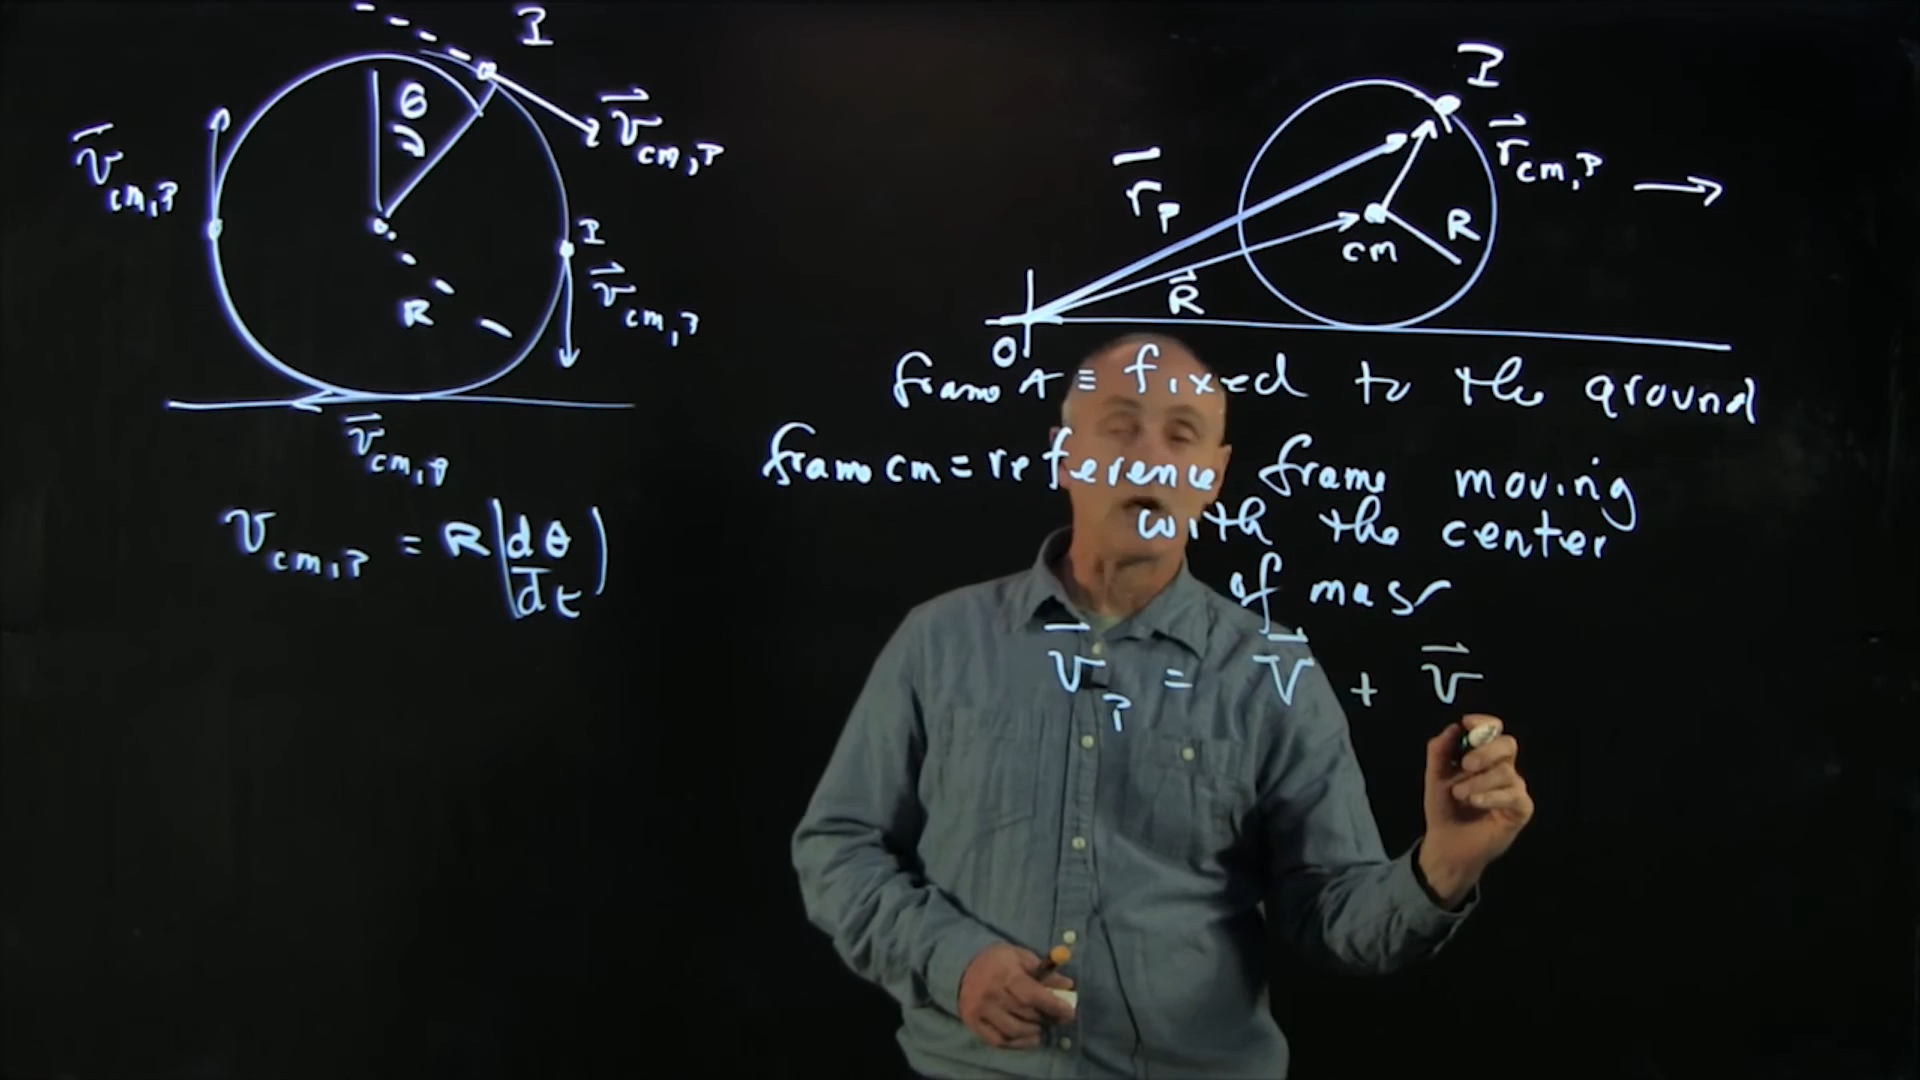 P
θ
v⃗ cm,P
v⃗ cm,P
P
v⃗ cm,P
R
v⃗ cm,P
v cm,P = R |dθ/dt|
P
r⃗ cm,P
r⃗ P
R
cm
R⃗
O
frame A ≡ fixed to the ground
frame cm = reference frame moving
with the center
of mass
v⃗ P = V⃗ + v⃗